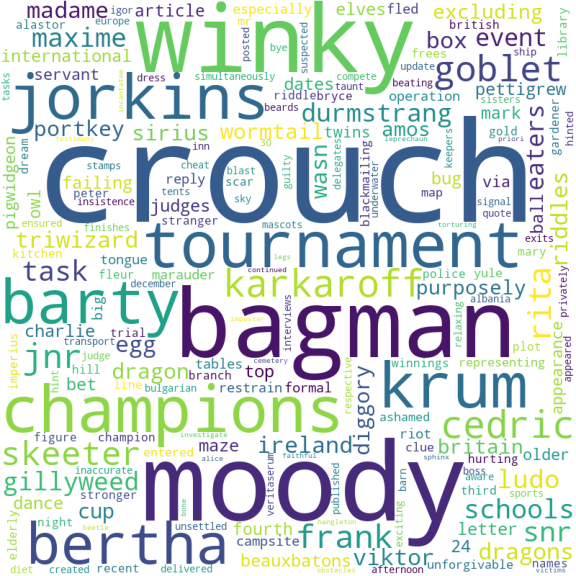 madame article especially elves fled igor europe
alastor excluding british library
winky
maxime international mr posted bye suspected box event
tasks servant dress simultaneously frees update compete taunt beating ship
jorkins goblet
beards dates riddlebryce pettigrew sisters
portkey sirius wormtail durmstrang operation mark gardener hinted
pigwidgeon dream owl stamps inn twins amos gold
crouch
failing reply cheat blast scar sky tents wasn delegates blackmailing underwater bug via ball eaters
peter judges 30 guilty keepers map signal quote priori
insistence stranger mascots leprechaun exits
ensured finishes triwizard riddles
kitchen tournament mary
task tongue marauder legs torturing
fleur continued police yule purposely privately appeared
barty december karkaroff albania rita
charlie big trial bagman relaxing plot appearance
jnr hill transport judge imposter interviews
imperius bet egg cemetery winnings
hint dragon tables top respective representing
line bulgarian branch restrain formal diggory krum
champions ashamed cedric
figure champion entered maze ireland riot britain older
skeeter inaccurate investigate clue hurting
gillyweed alice faithful veritaserum published boss sphinx ludo
dance stronger moody barn aware third sports
cup bone exciting schools
elderly night unsettled fourth hangleton letter snr
bertha campsite frank 24 dragons
diet beetle beauxbatons viktor unforgivable names
created recent delivered obstacles afternoon victims